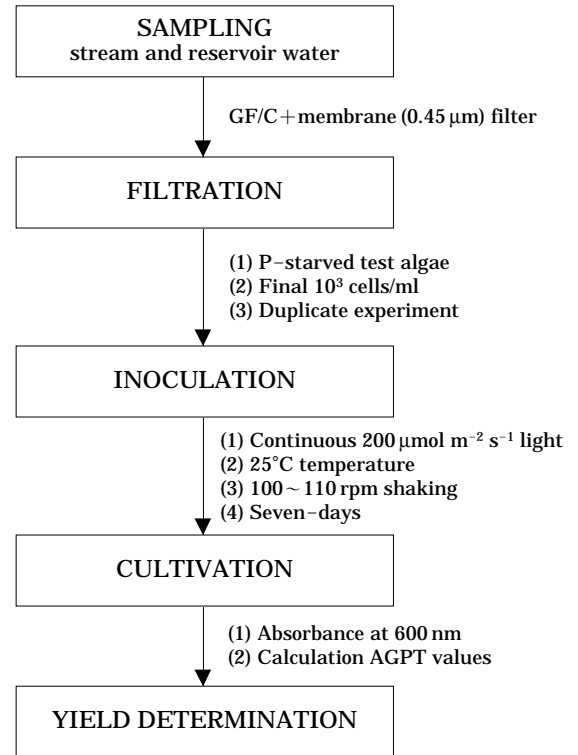 SAMPLING
stream and reservoir water
GF/C+membrane (0.45 μm) filter
FILTRATION
(1) P-starved test algae
(2) Final 10³ cells/ml
(3) Duplicate experiment
INOCULATION
(1) Continuous 200 μmol m⁻² s⁻¹ light
(2) 25°C temperature
(3) 100~110 rpm shaking
(4) Seven-days
CULTIVATION
(1) Absorbance at 600 nm
(2) Calculation AGPT values
YIELD DETERMINATION